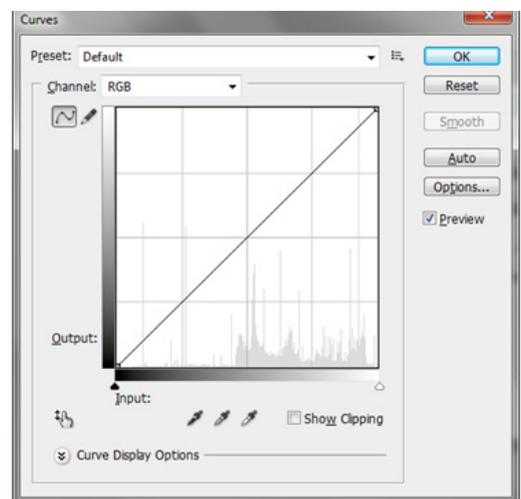 Curves
Preset: Default
OK
Channel: RGB
Reset
Smooth
Auto
Options...
Preview
Output:
Input:
Show Clipping
Curve Display Options